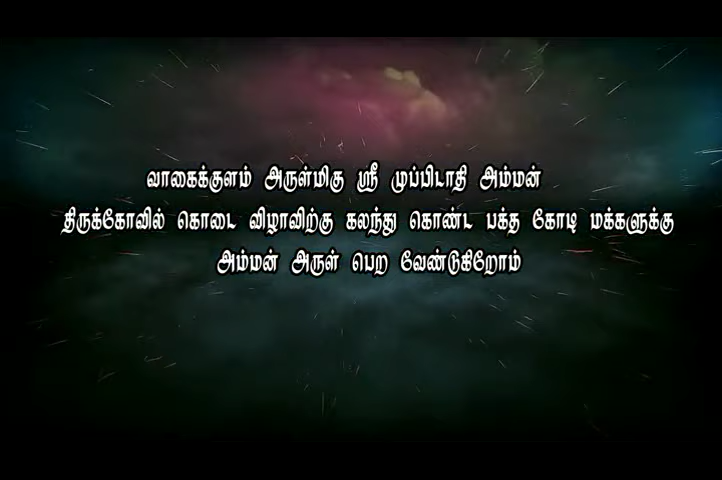 வாகைக்குளம் அருள்மிகு ஸ்ரீ முப்பிடாதி அம்மன்
திருக்கோவில் கொடை விழாவிற்கு கலந்து கொண்ட பக்த கோடி மக்களுக்கு
அம்மன் அருள் பெற வேண்டுகிறோம்